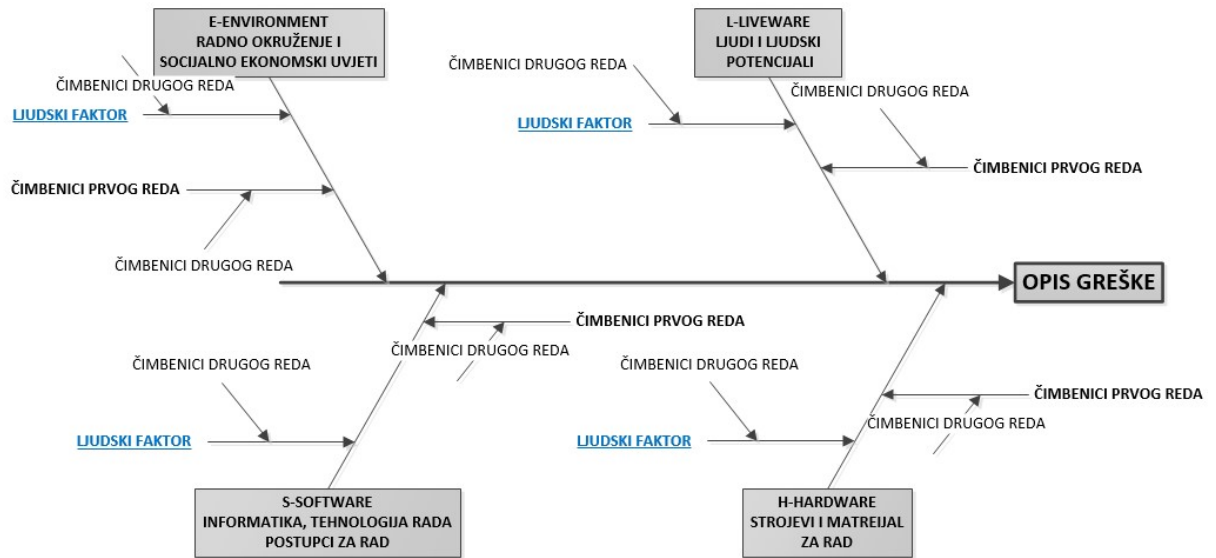 E-ENVIRONMENT
RADNO OKRUŽENJE I
SOCIJALNO EKONOMSKI UVJETI
L-LIVEWARE
LJUDI I LJUDSKI
POTENCIJALI
ČIMBENICI DRUGOG REDA
LJUDSKI FAKTOR
ČIMBENICI PRVOG REDA
ČIMBENICI DRUGOG REDA
ČIMBENICI DRUGOG REDA
ČIMBENICI DRUGOG REDA
LJUDSKI FAKTOR
ČIMBENICI PRVOG REDA
OPIS GREŠKE
ČIMBENICI PRVOG REDA
ČIMBENICI DRUGOG REDA
ČIMBENICI DRUGOG REDA
LJUDSKI FAKTOR
ČIMBENICI DRUGOG REDA
ČIMBENICI PRVOG REDA
ČIMBENICI DRUGOG REDA
LJUDSKI FAKTOR
S-SOFTWARE
INFORMATIKA, TEHNOLOGIJA RADA
POSTUPCI ZA RAD
H-HARDWARE
STROJEVI I MATREIJAL
ZA RAD